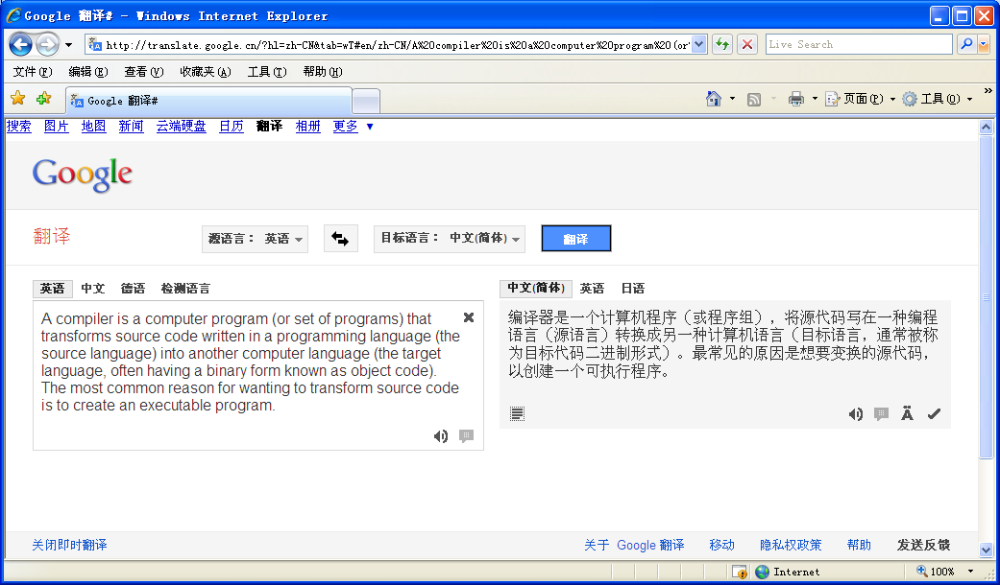 Google 翻译# - Windows Internet Explorer
http://translate.google.cn/?hl=zh-CN&tab=wT#en/zh-CN/A%20compiler%20is%20a%20computer%20program%20(or'
Live Search
文件(F) 编辑(E) 查看(V) 收藏夹(A) 工具(T) 帮助(H)
Google 翻译#
页面(P) 工具(O)
搜索 图片 地图 新闻 云端硬盘 日历 翻译 相册 更多 ▼
Google
翻译
源语言： 英语
目标语言： 中文(简体)
翻译
英语 中文 德语 检测语言
A compiler is a computer program (or set of programs) that
transforms source code written in a programming language (the
source language) into another computer language (the target
language, often having a binary form known as object code).
The most common reason for wanting to transform source code
is to create an executable program.
中文(简体) 英语 日语
编译器是一个计算机程序（或程序组），将源代码写在一种编程
语言（源语言）转换成另一种计算机语言（目标语言，通常被称
为目标代码二进制形式）。最常见的原因是想要变换的源代码，
以创建一个可执行程序。
Ä
关闭即时翻译
关于 Google 翻译 移动 隐私权政策 帮助 发送反馈
Internet
100%